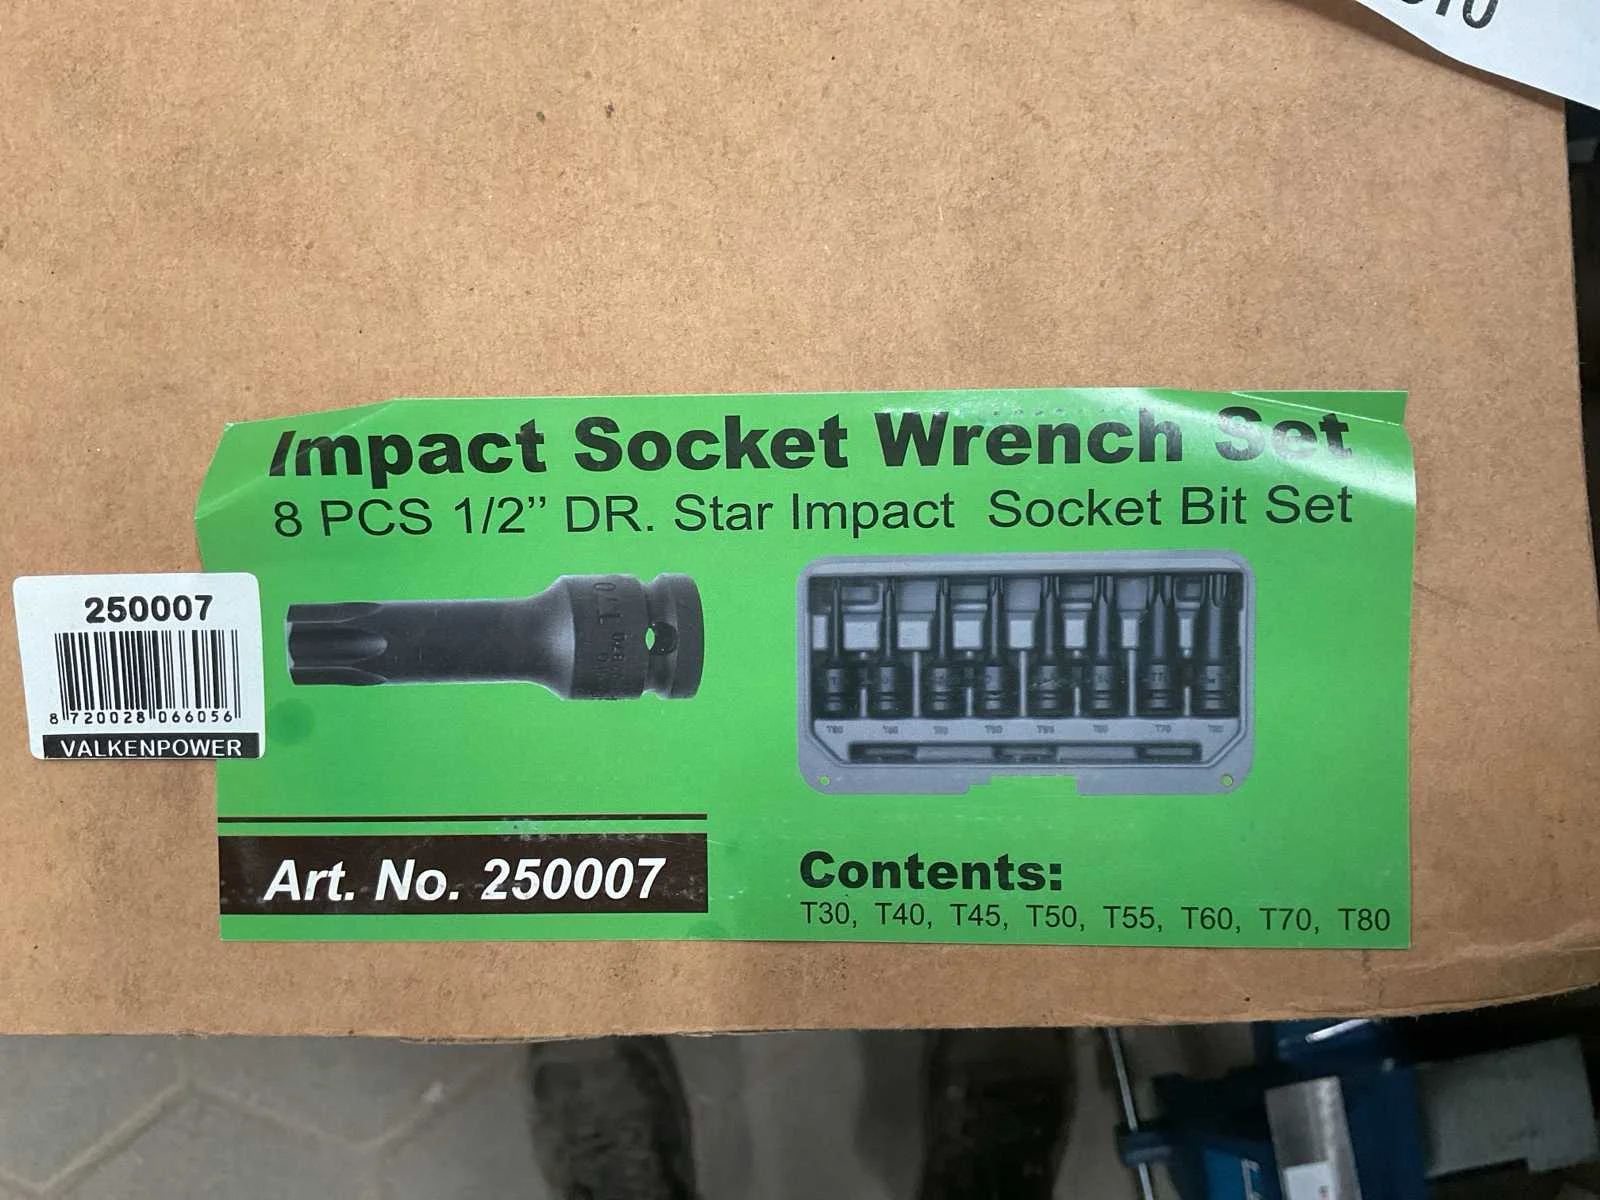 Impact Socket Wrench Set
8 PCS 1/2” DR. Star Impact Socket Bit Set
250007
8 720028 066056
VALKENPOWER
T70
Art. No. 250007
Contents:
T30, T40, T45, T50, T55, T60, T70, T80